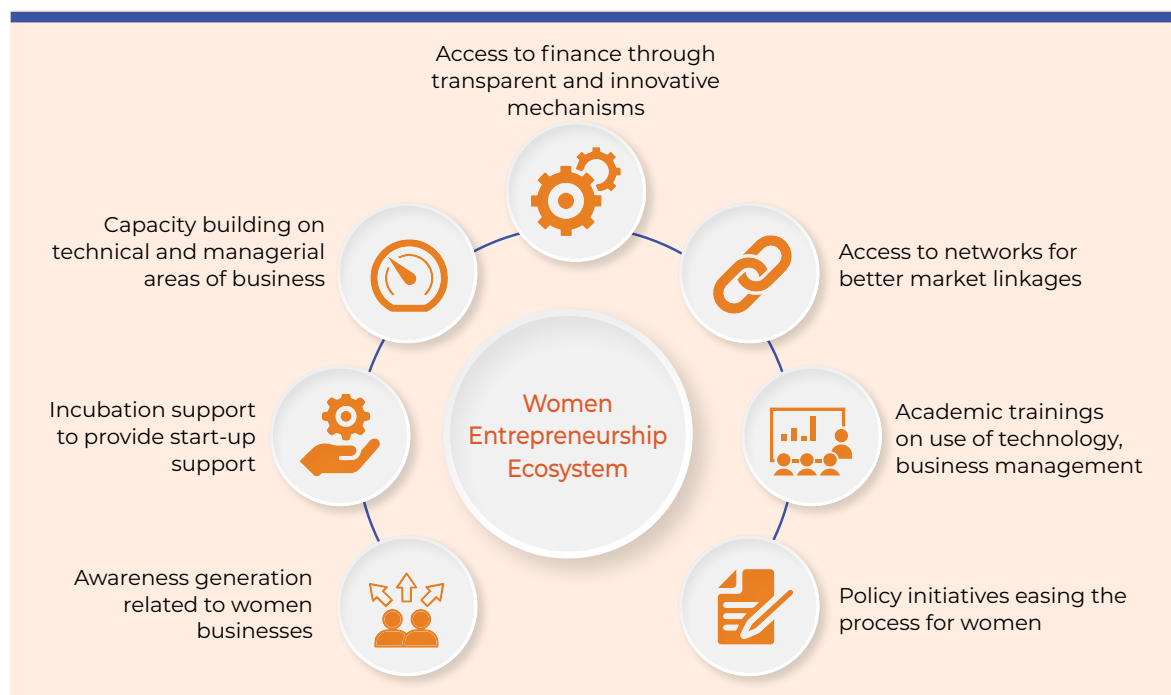 Access to finance through
transparent and innovative
mechanisms
Capacity building on
technical and managerial
areas of business
Access to networks for
better market linkages
Women
Entrepreneurship
Ecosystem
Incubation support
to provide start-up
support
Academic trainings
on use of technology,
business management
Awareness generation
related to women
businesses
Policy initiatives easing the
process for women